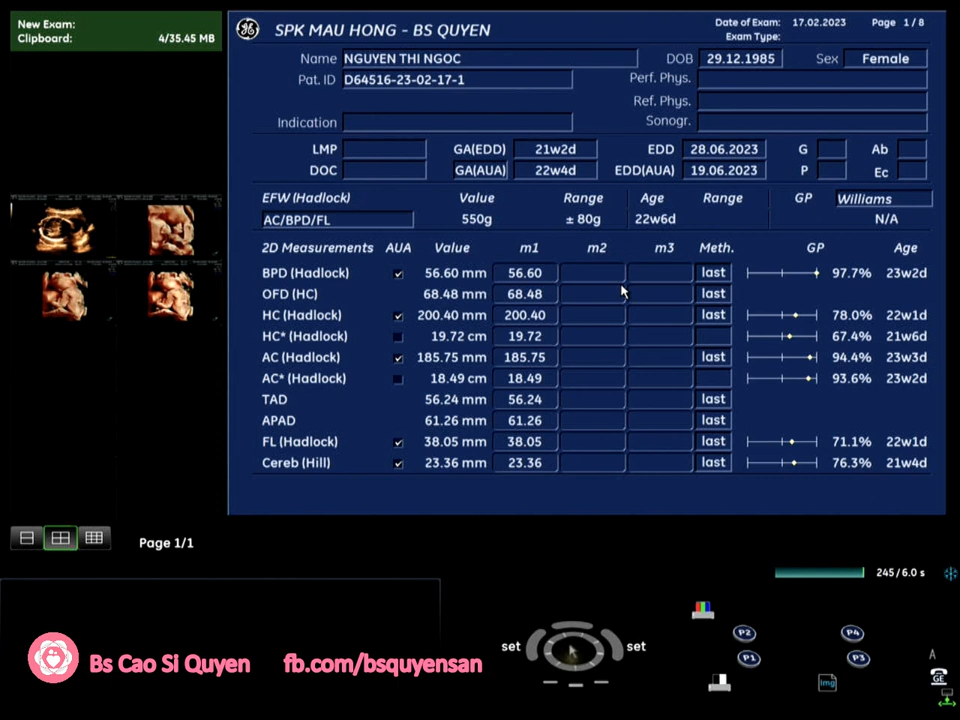 New Exam:
Clipboard: 4/35.45 MB
SPK MAU HONG - BS QUYEN
Date of Exam: 17.02.2023 Page 1 / 8
Exam Type:
Name NGUYEN THI NGOC DOB 29.12.1985 Sex Female
Pat. ID D64516-23-02-17-1 Perf. Phys.
Ref. Phys.
Indication Sonogr.
LMP GA(EDD) 21w2d EDD 28.06.2023 G Ab
DOC GA(AUA) 22w4d EDD(AUA) 19.06.2023 P Ec
EFW (Hadlock) Value Range Age Range GP Williams
AC/BPD/FL 550g ± 80g 22w6d N/A
2D Measurements AUA Value m1 m2 m3 Meth. GP Age
BPD (Hadlock) 56.60 mm 56.60 last 97.7% 23w2d
OFD (HC) 68.48 mm 68.48 last
HC (Hadlock) 200.40 mm 200.40 last 78.0% 22w1d
HC* (Hadlock) 19.72 cm 19.72 67.4% 21w6d
AC (Hadlock) 185.75 mm 185.75 last 94.4% 23w3d
AC* (Hadlock) 18.49 cm 18.49 93.6% 23w2d
TAD 56.24 mm 56.24 last
APAD 61.26 mm 61.26 last
FL (Hadlock) 38.05 mm 38.05 last 71.1% 22w1d
Cereb (Hill) 23.36 mm 23.36 last 76.3% 21w4d
Page 1/1
245/6.0 s
set set
P2 P4
P1 P3
Img
A
GE
Bs Cao Si Quyen fb.com/bsquyensan